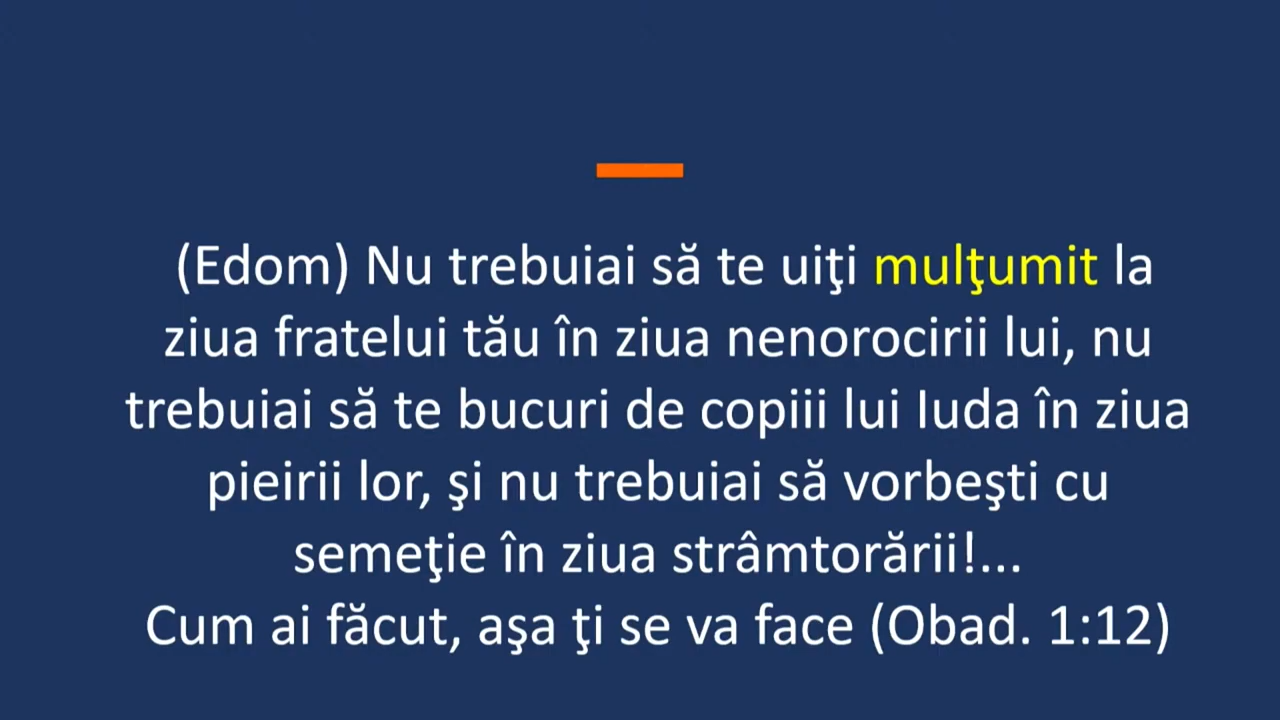 (Edom) Nu trebuiai să te uiţi mulţumit la
ziua fratelui tău în ziua nenorocirii lui, nu
trebuiai să te bucuri de copiii lui Iuda în ziua
pieirii lor, şi nu trebuiai să vorbeşti cu
semeţie în ziua strâmtorării!...
Cum ai făcut, aşa ţi se va face (Obad. 1:12)